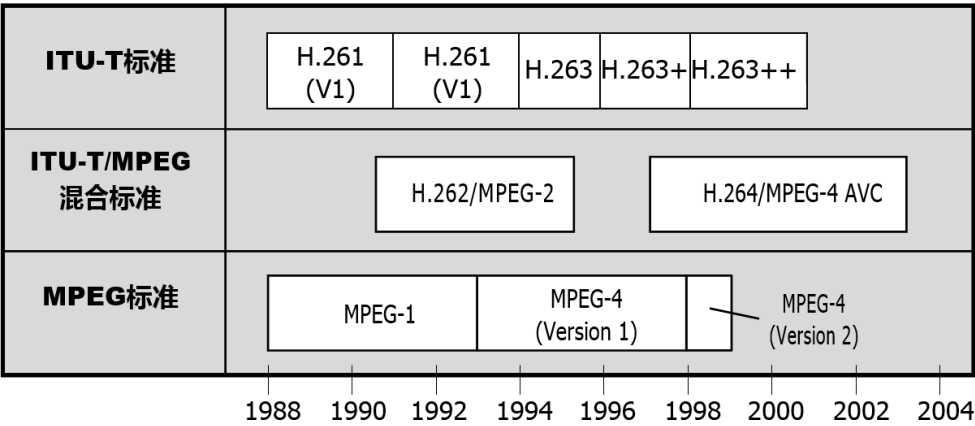 ITU-T标准
H.261
(V1)
H.261
(V1)
H.263
H.263+
H.263++
ITU-T/MPEG
混合标准
H.262/MPEG-2
H.264/MPEG-4 AVC
MPEG标准
MPEG-1
MPEG-4
(Version 1)
MPEG-4
(Version 2)
1988 1990 1992 1994 1996 1998 2000 2002 2004